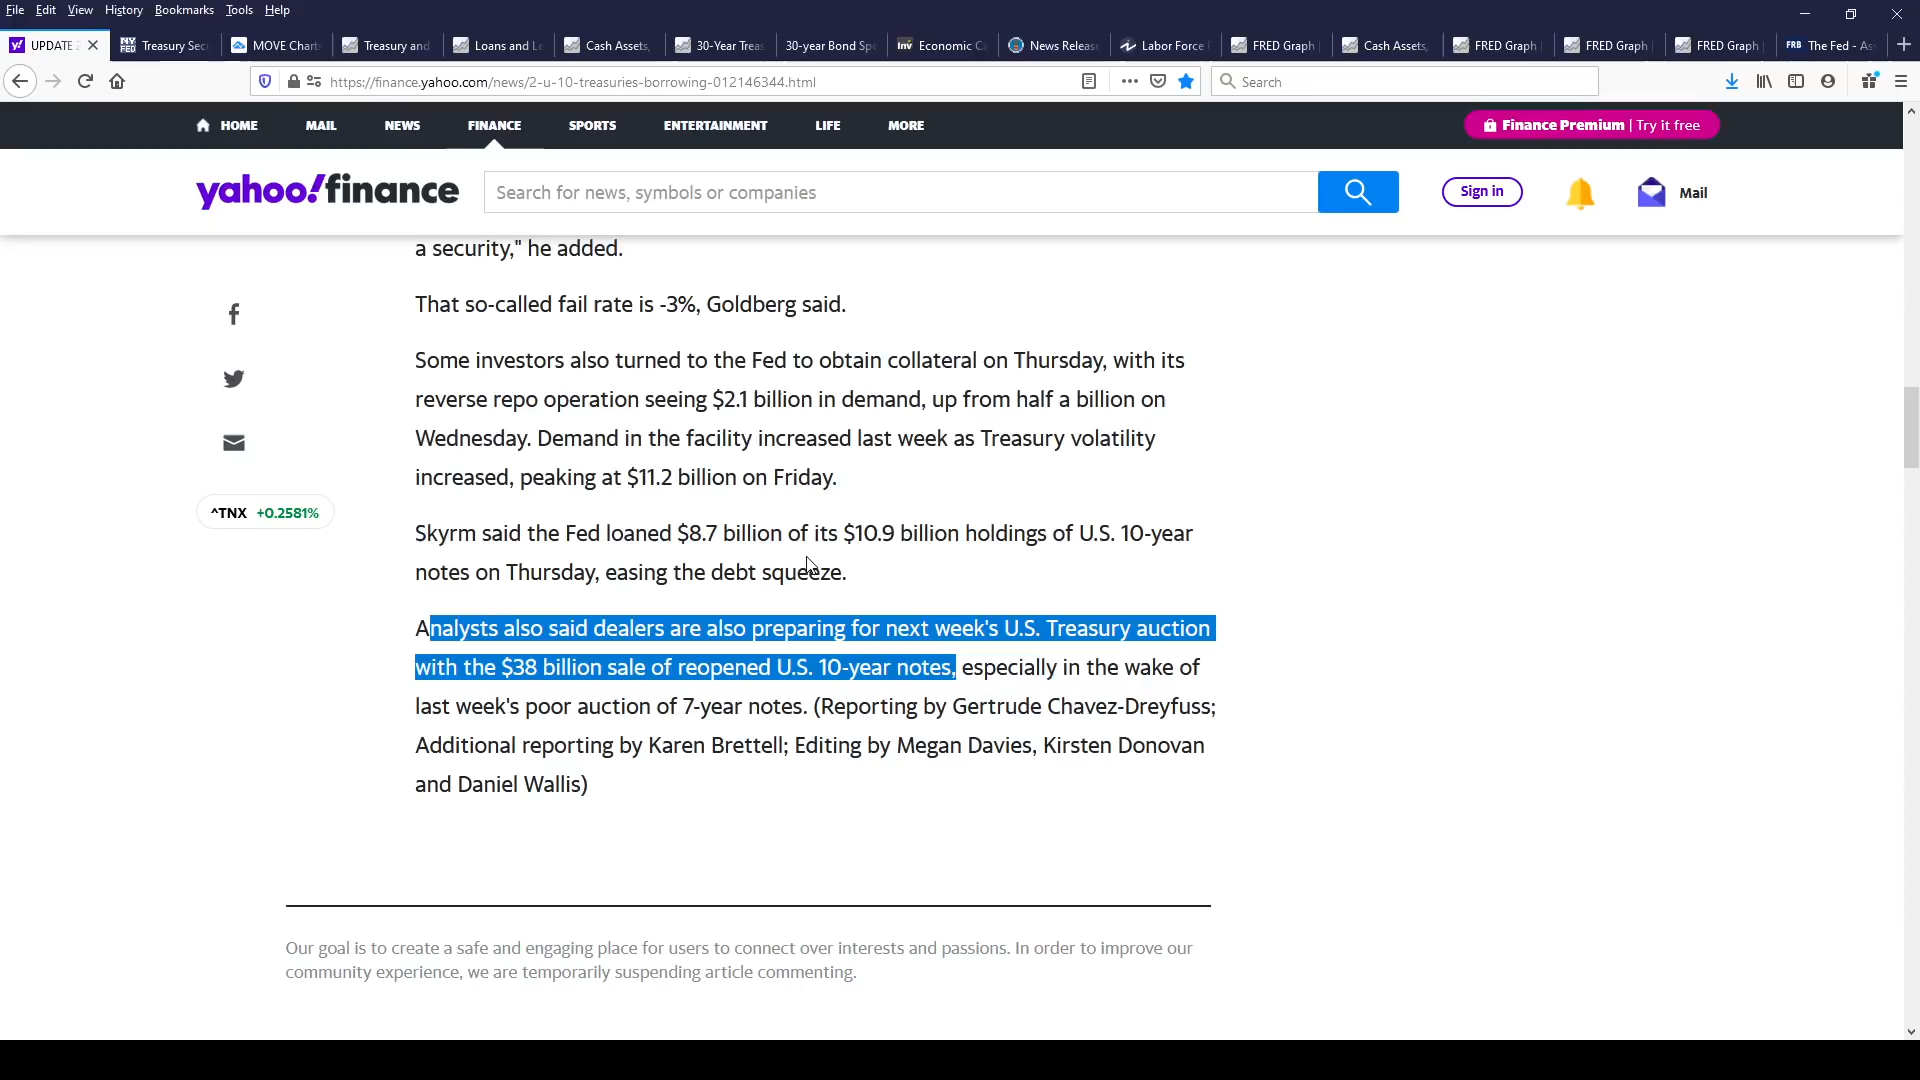 File Edit View History Bookmarks Tools Help
UPDATE 2 Treasury Sec MOVE Chart Treasury and Loans and Le Cash Assets, 30-Year Treas 30-year Bond Spe Economic Ca News Release Labor Force FRED Graph Cash Assets, FRED Graph FRED Graph FRED Graph The Fed - As
https://finance.yahoo.com/news/2-u-10-treasuries-borrowing-012146344.html
Search
HOME MAIL NEWS FINANCE SPORTS ENTERTAINMENT LIFE MORE
Finance Premium | Try it free
yahoo!finance
Search for news, symbols or companies
Sign in
Mail
a security," he added.
That so-called fail rate is -3%, Goldberg said.
Some investors also turned to the Fed to obtain collateral on Thursday, with its
reverse repo operation seeing $2.1 billion in demand, up from half a billion on
Wednesday. Demand in the facility increased last week as Treasury volatility
increased, peaking at $11.2 billion on Friday.
^TNX +0.2581%
Skyrm said the Fed loaned $8.7 billion of its $10.9 billion holdings of U.S. 10-year
notes on Thursday, easing the debt squeeze.
Analysts also said dealers are also preparing for next week's U.S. Treasury auction
with the $38 billion sale of reopened U.S. 10-year notes, especially in the wake of
last week's poor auction of 7-year notes. (Reporting by Gertrude Chavez-Dreyfuss;
Additional reporting by Karen Brettell; Editing by Megan Davies, Kirsten Donovan
and Daniel Wallis)
Our goal is to create a safe and engaging place for users to connect over interests and passions. In order to improve our
community experience, we are temporarily suspending article commenting.